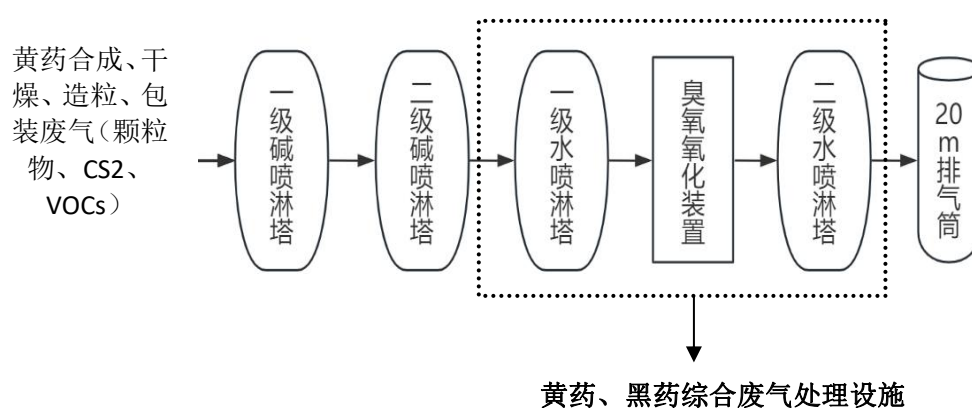 黄药合成、干
燥、造粒、包
装废气（颗粒
物、CS2、
VOCs）
一级碱喷淋塔
二级碱喷淋塔
一级水喷淋塔
臭氧氧化装置
二级水喷淋塔
20m排气筒
黄药、黑药综合废气处理设施